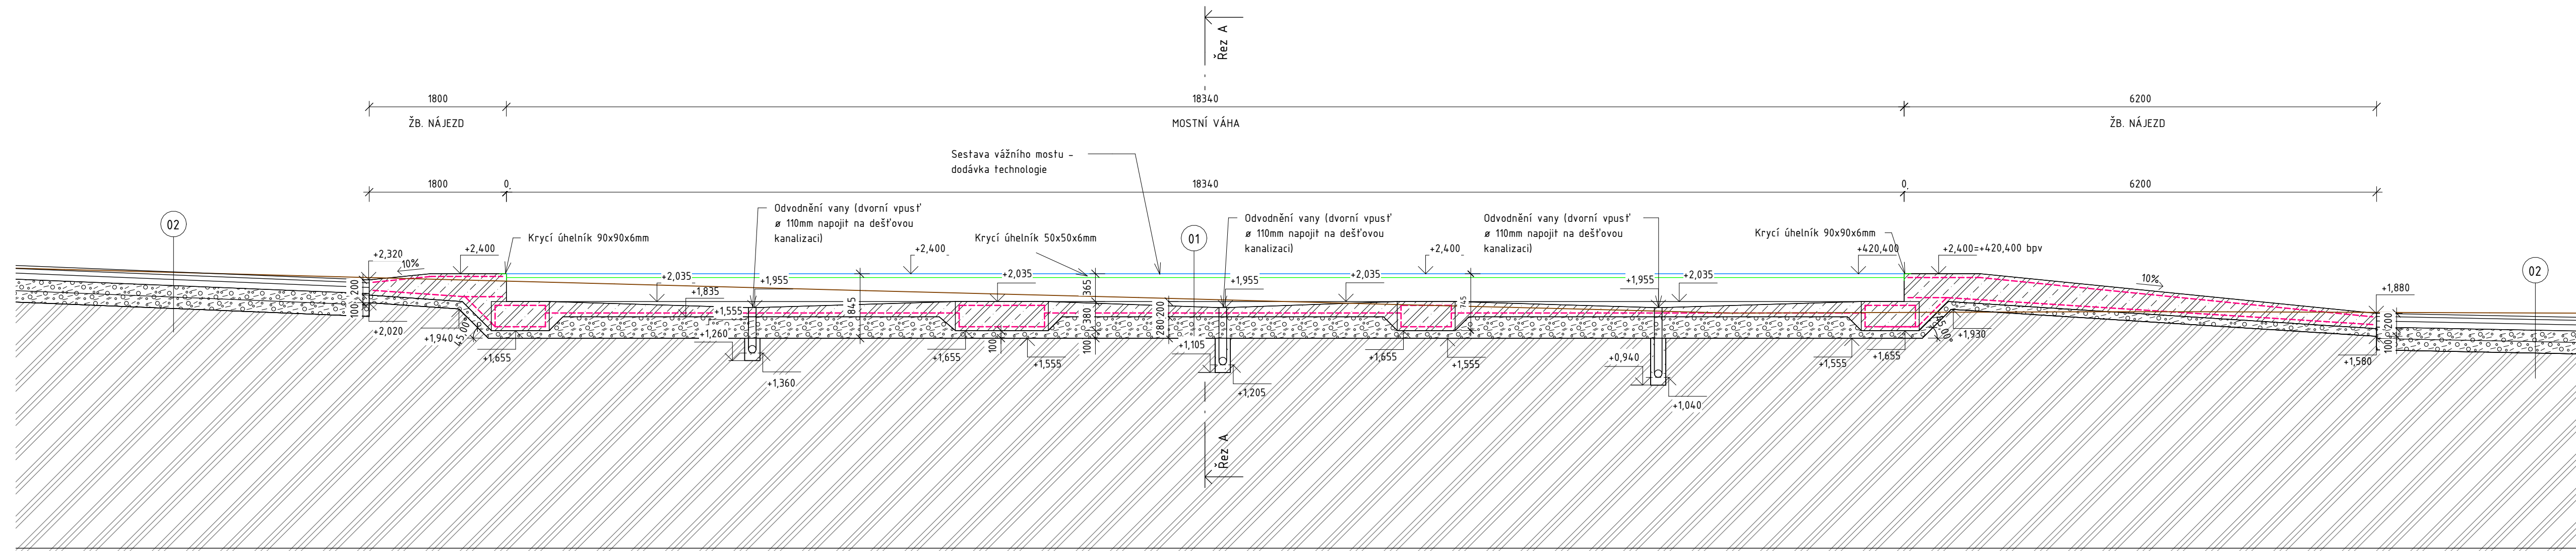 Řez A
1800
18340
6200
ŽB. NÁJEZD
MOSTNÍ VÁHA
ŽB. NÁJEZD
Sestava vážního mostu -
dodávka technologie
1800
0
18340
0
6200
02
Odvodnění vany (dvorní vpusť
ø 110mm napojit na dešťovou
kanalizaci)
Odvodnění vany (dvorní vpusť
ø 110mm napojit na dešťovou
kanalizaci)
Odvodnění vany (dvorní vpusť
ø 110mm napojit na dešťovou
kanalizaci)
Krycí úhelník 90x90x6mm
Krycí úhelník 50x50x6mm
01
Krycí úhelník 90x90x6mm
02
+2,320
+2,400
+2,400
+2,400
+420,400
+2,400=+420,400 bpv
10%
10%
+2,035
+1,955
+2,035
+1,955
+2,035
+1,955
+2,035
+1,835
+1,880
200
100
845
365
380
100
200
280
745
200
100
+1,555
+2,020
+1,940
45,00°
+1,260
+1,655
+1,655
100
+1,555
+1,105
+1,655
+1,555
+0,940
+1,555
+1,655
+1,930
+1,580
+1,360
+1,205
+1,040
Řez A